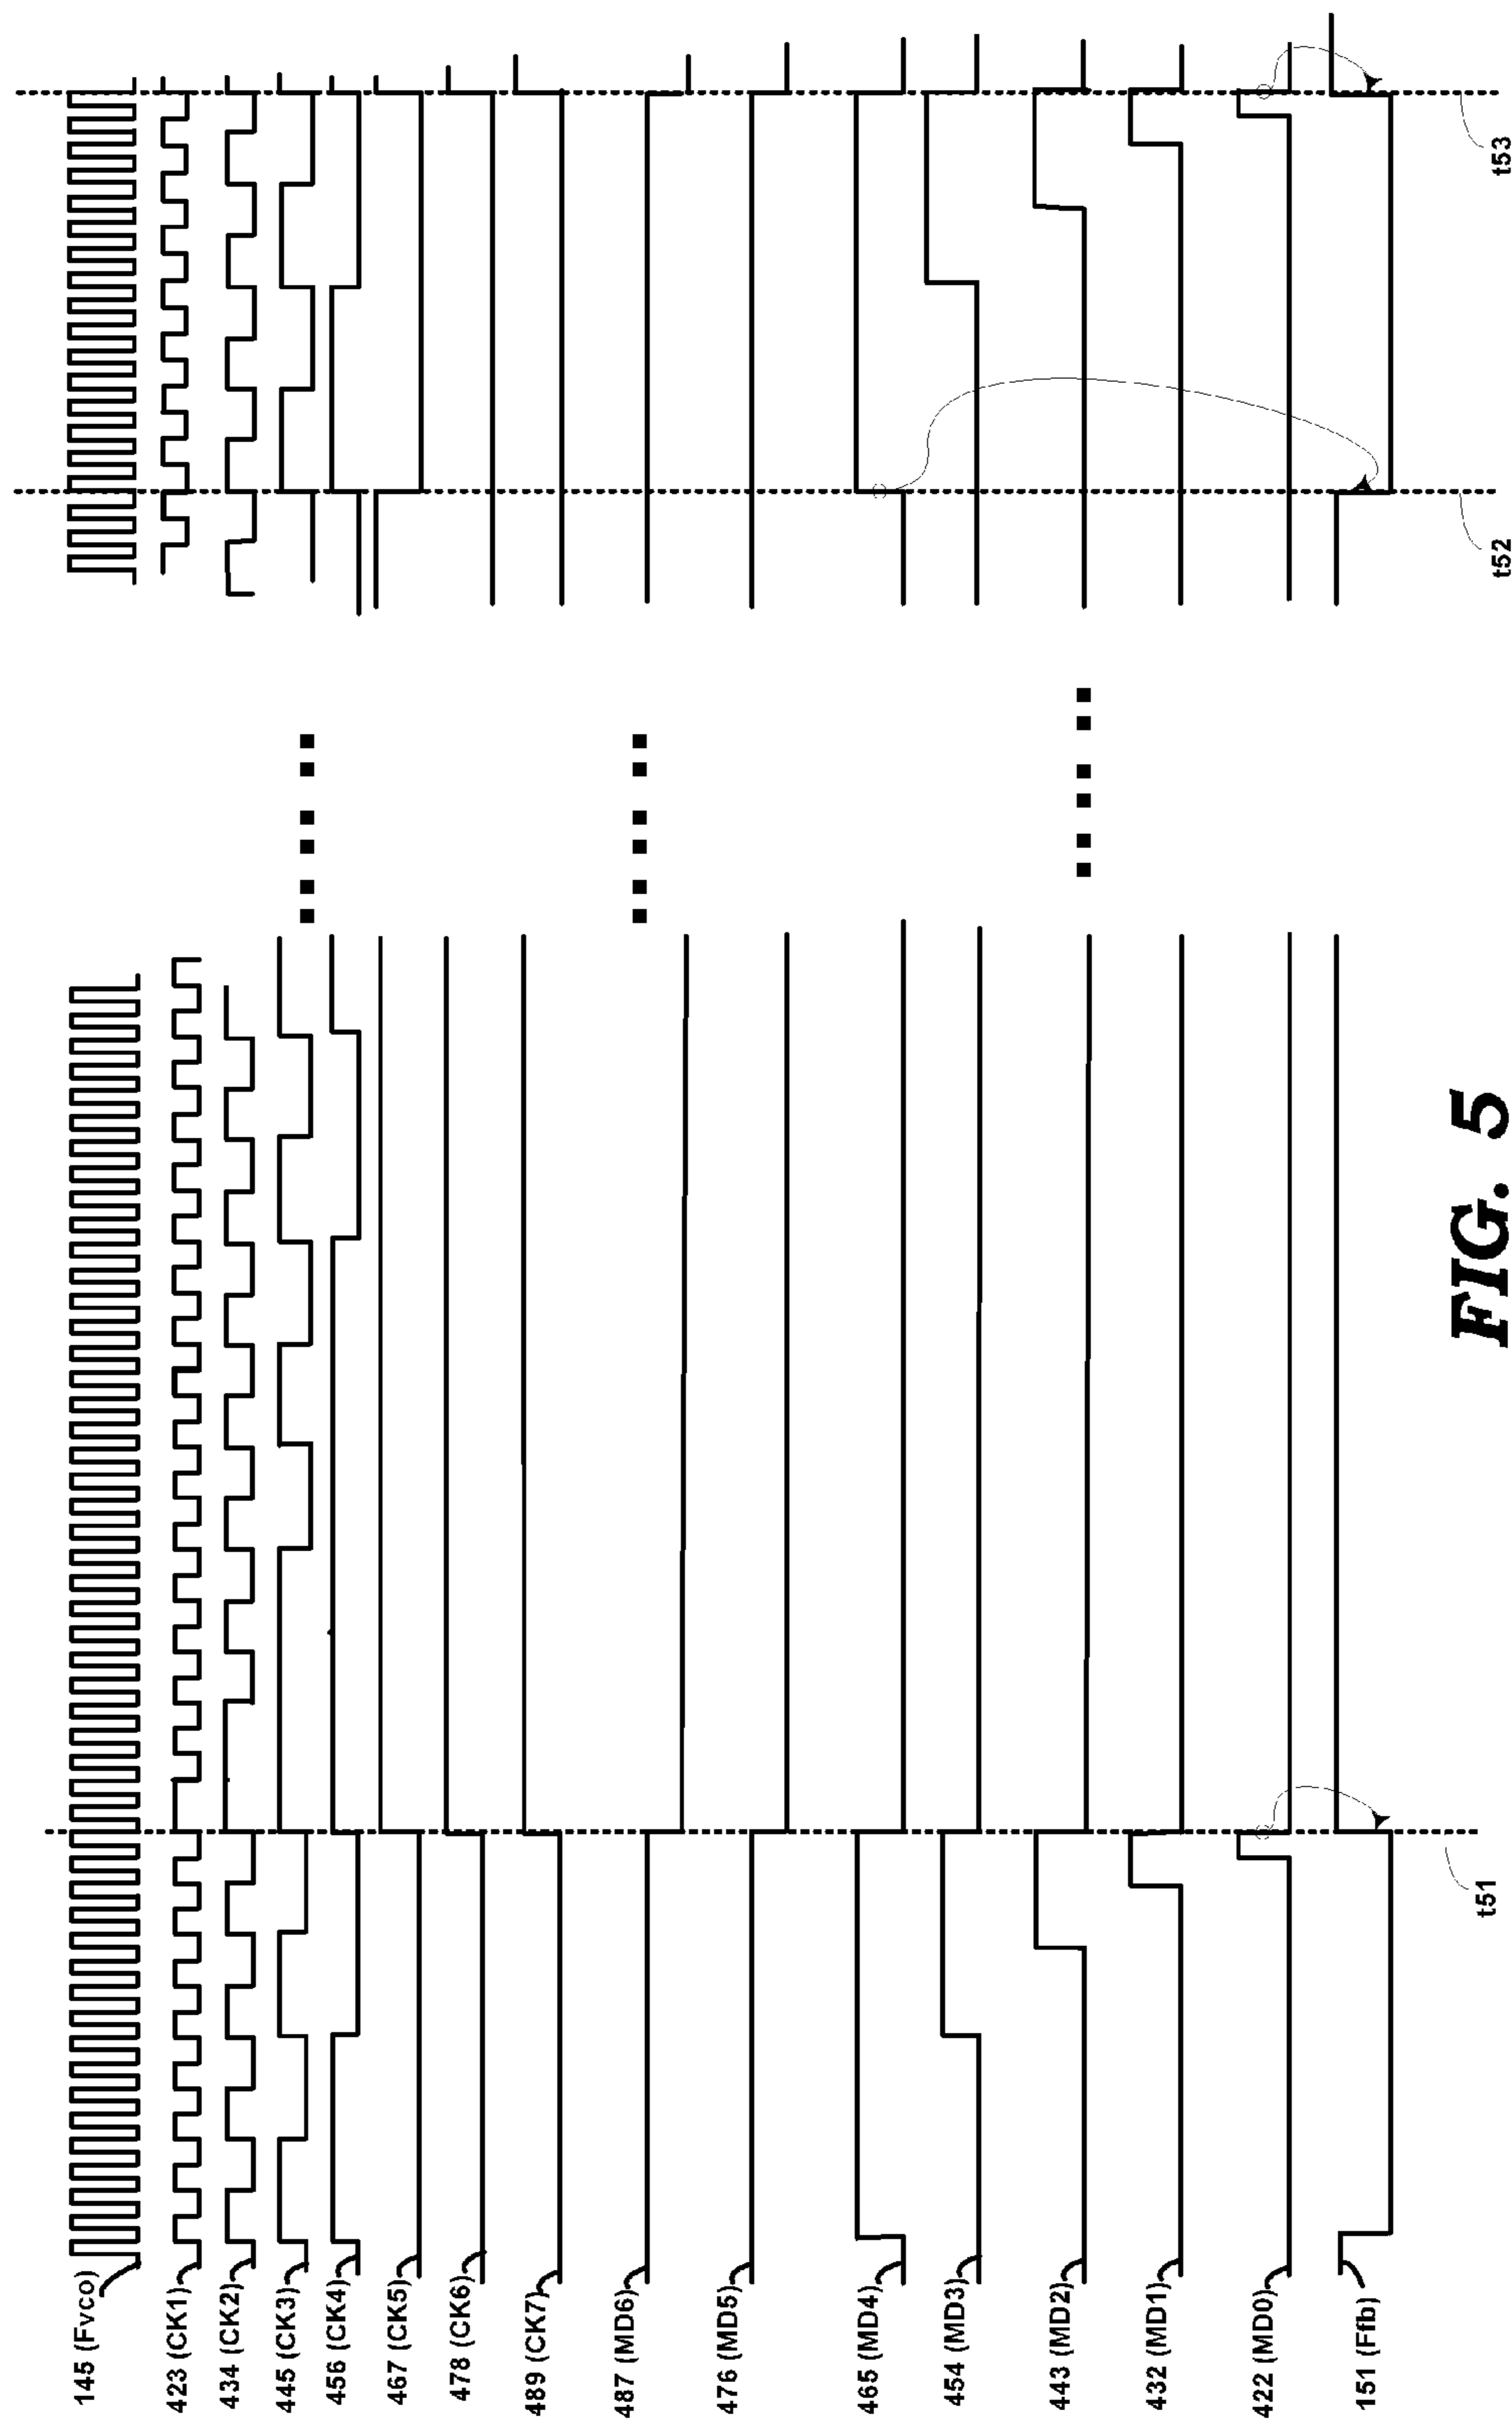 145 (Fvco)
423 (CK1)
434 (CK2)
445 (CK3)
456 (CK4)
467 (CK5)
478 (CK6)
489 (CK7)
487 (MD6)
476 (MD5)
465 (MD4)
454 (MD3)
443 (MD2)
432 (MD1)
422 (MD0)
151 (Ffb)
t51
t52
t53
FIG. 5